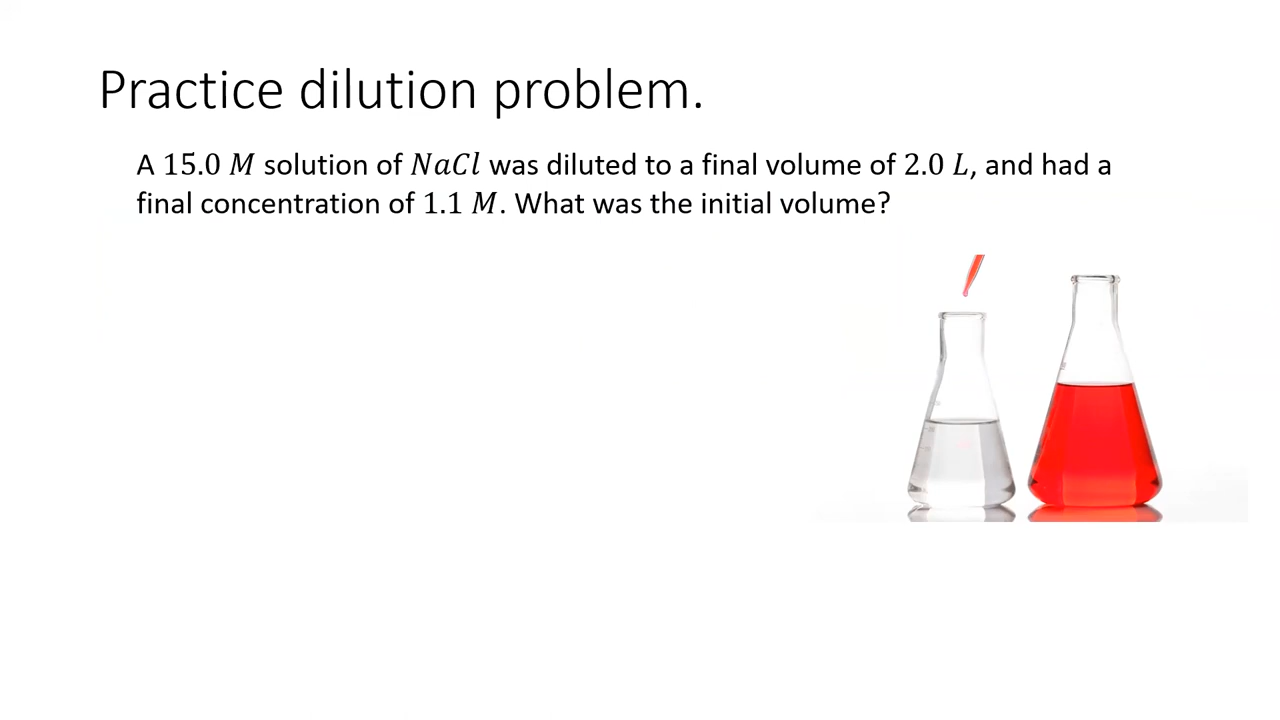 Practice dilution problem.
A 15.0 M solution of NaCl was diluted to a final volume of 2.0 L, and had a
final concentration of 1.1 M. What was the initial volume?